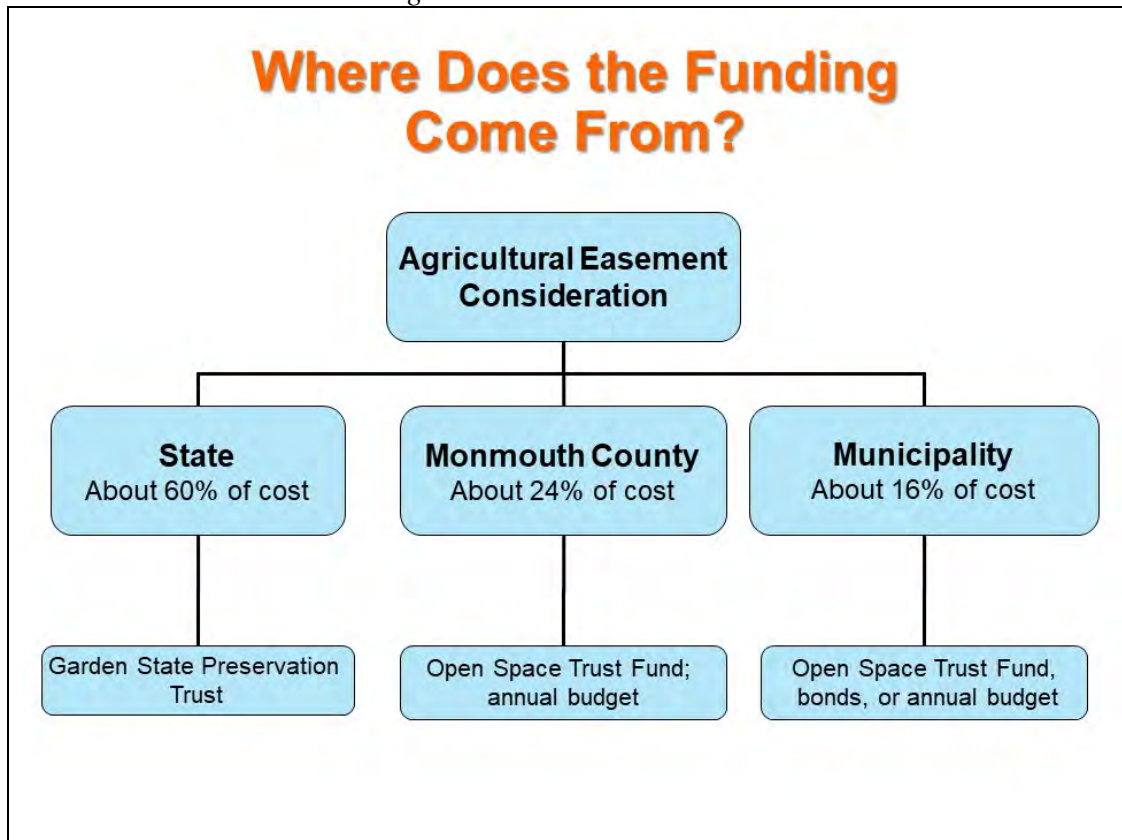 Where Does the Funding
Come From?
Agricultural Easement
Consideration
State
About 60% of cost
Monmouth County
About 24% of cost
Municipality
About 16% of cost
Garden State Preservation
Trust
Open Space Trust Fund;
annual budget
Open Space Trust Fund,
bonds, or annual budget